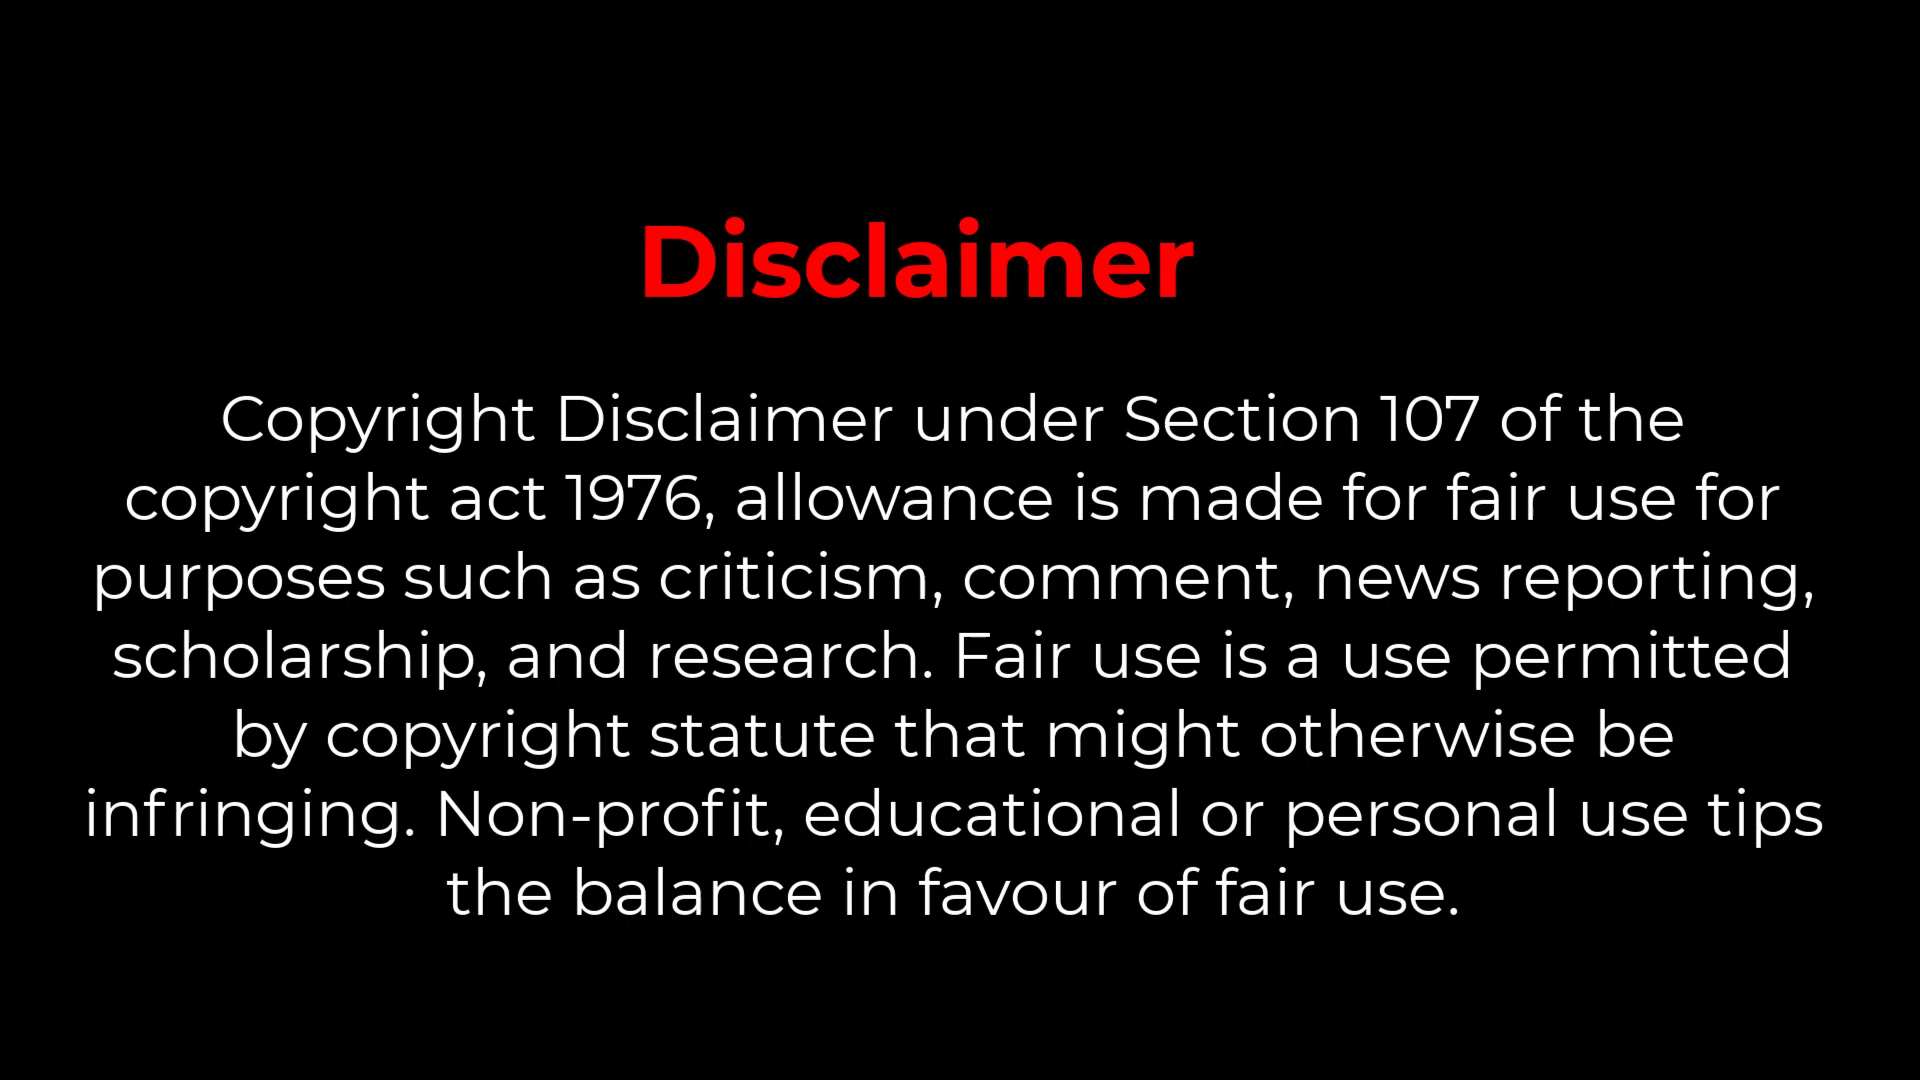 Disclaimer
Copyright Disclaimer under Section 107 of the
copyright act 1976, allowance is made for fair use for
purposes such as criticism, comment, news reporting,
scholarship, and research. Fair use is a use permitted
by copyright statute that might otherwise be
infringing. Non-profit, educational or personal use tips
the balance in favour of fair use.